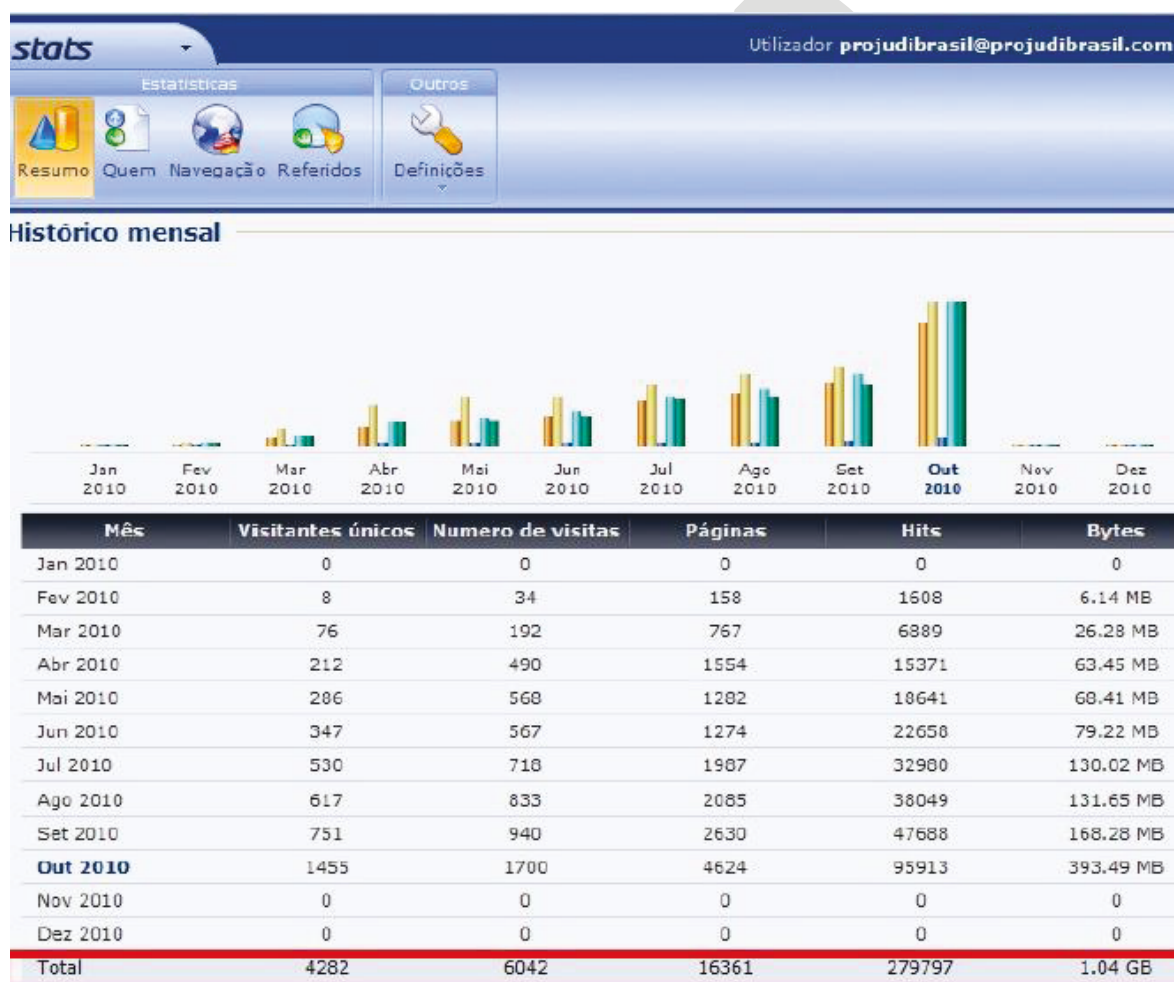 stats
Utilizador projudibrasil@projudibrasil.com
Estatísticas Outros
Resumo Quem Navegação Referidos Definições
Histórico mensal
Jan Fev Mar Abr Mai Jun Jul Ago Set Out Nov Dez
2010 2010 2010 2010 2010 2010 2010 2010 2010 2010 2010 2010
Mês Visitantes únicos Numero de visitas Páginas Hits Bytes
Jan 2010 0 0 0 0 0
Fev 2010 8 34 158 1608 6.14 MB
Mar 2010 76 192 767 6889 26.28 MB
Abr 2010 212 490 1554 15371 63.45 MB
Mai 2010 286 568 1282 18641 68.41 MB
Jun 2010 347 567 1274 22658 79.22 MB
Jul 2010 530 718 1987 32980 130.02 MB
Ago 2010 617 833 2085 38049 131.65 MB
Set 2010 751 940 2630 47688 168.28 MB
Out 2010 1455 1700 4624 95913 393.49 MB
Nov 2010 0 0 0 0 0
Dez 2010 0 0 0 0 0
Total 4282 6042 16361 279797 1.04 GB